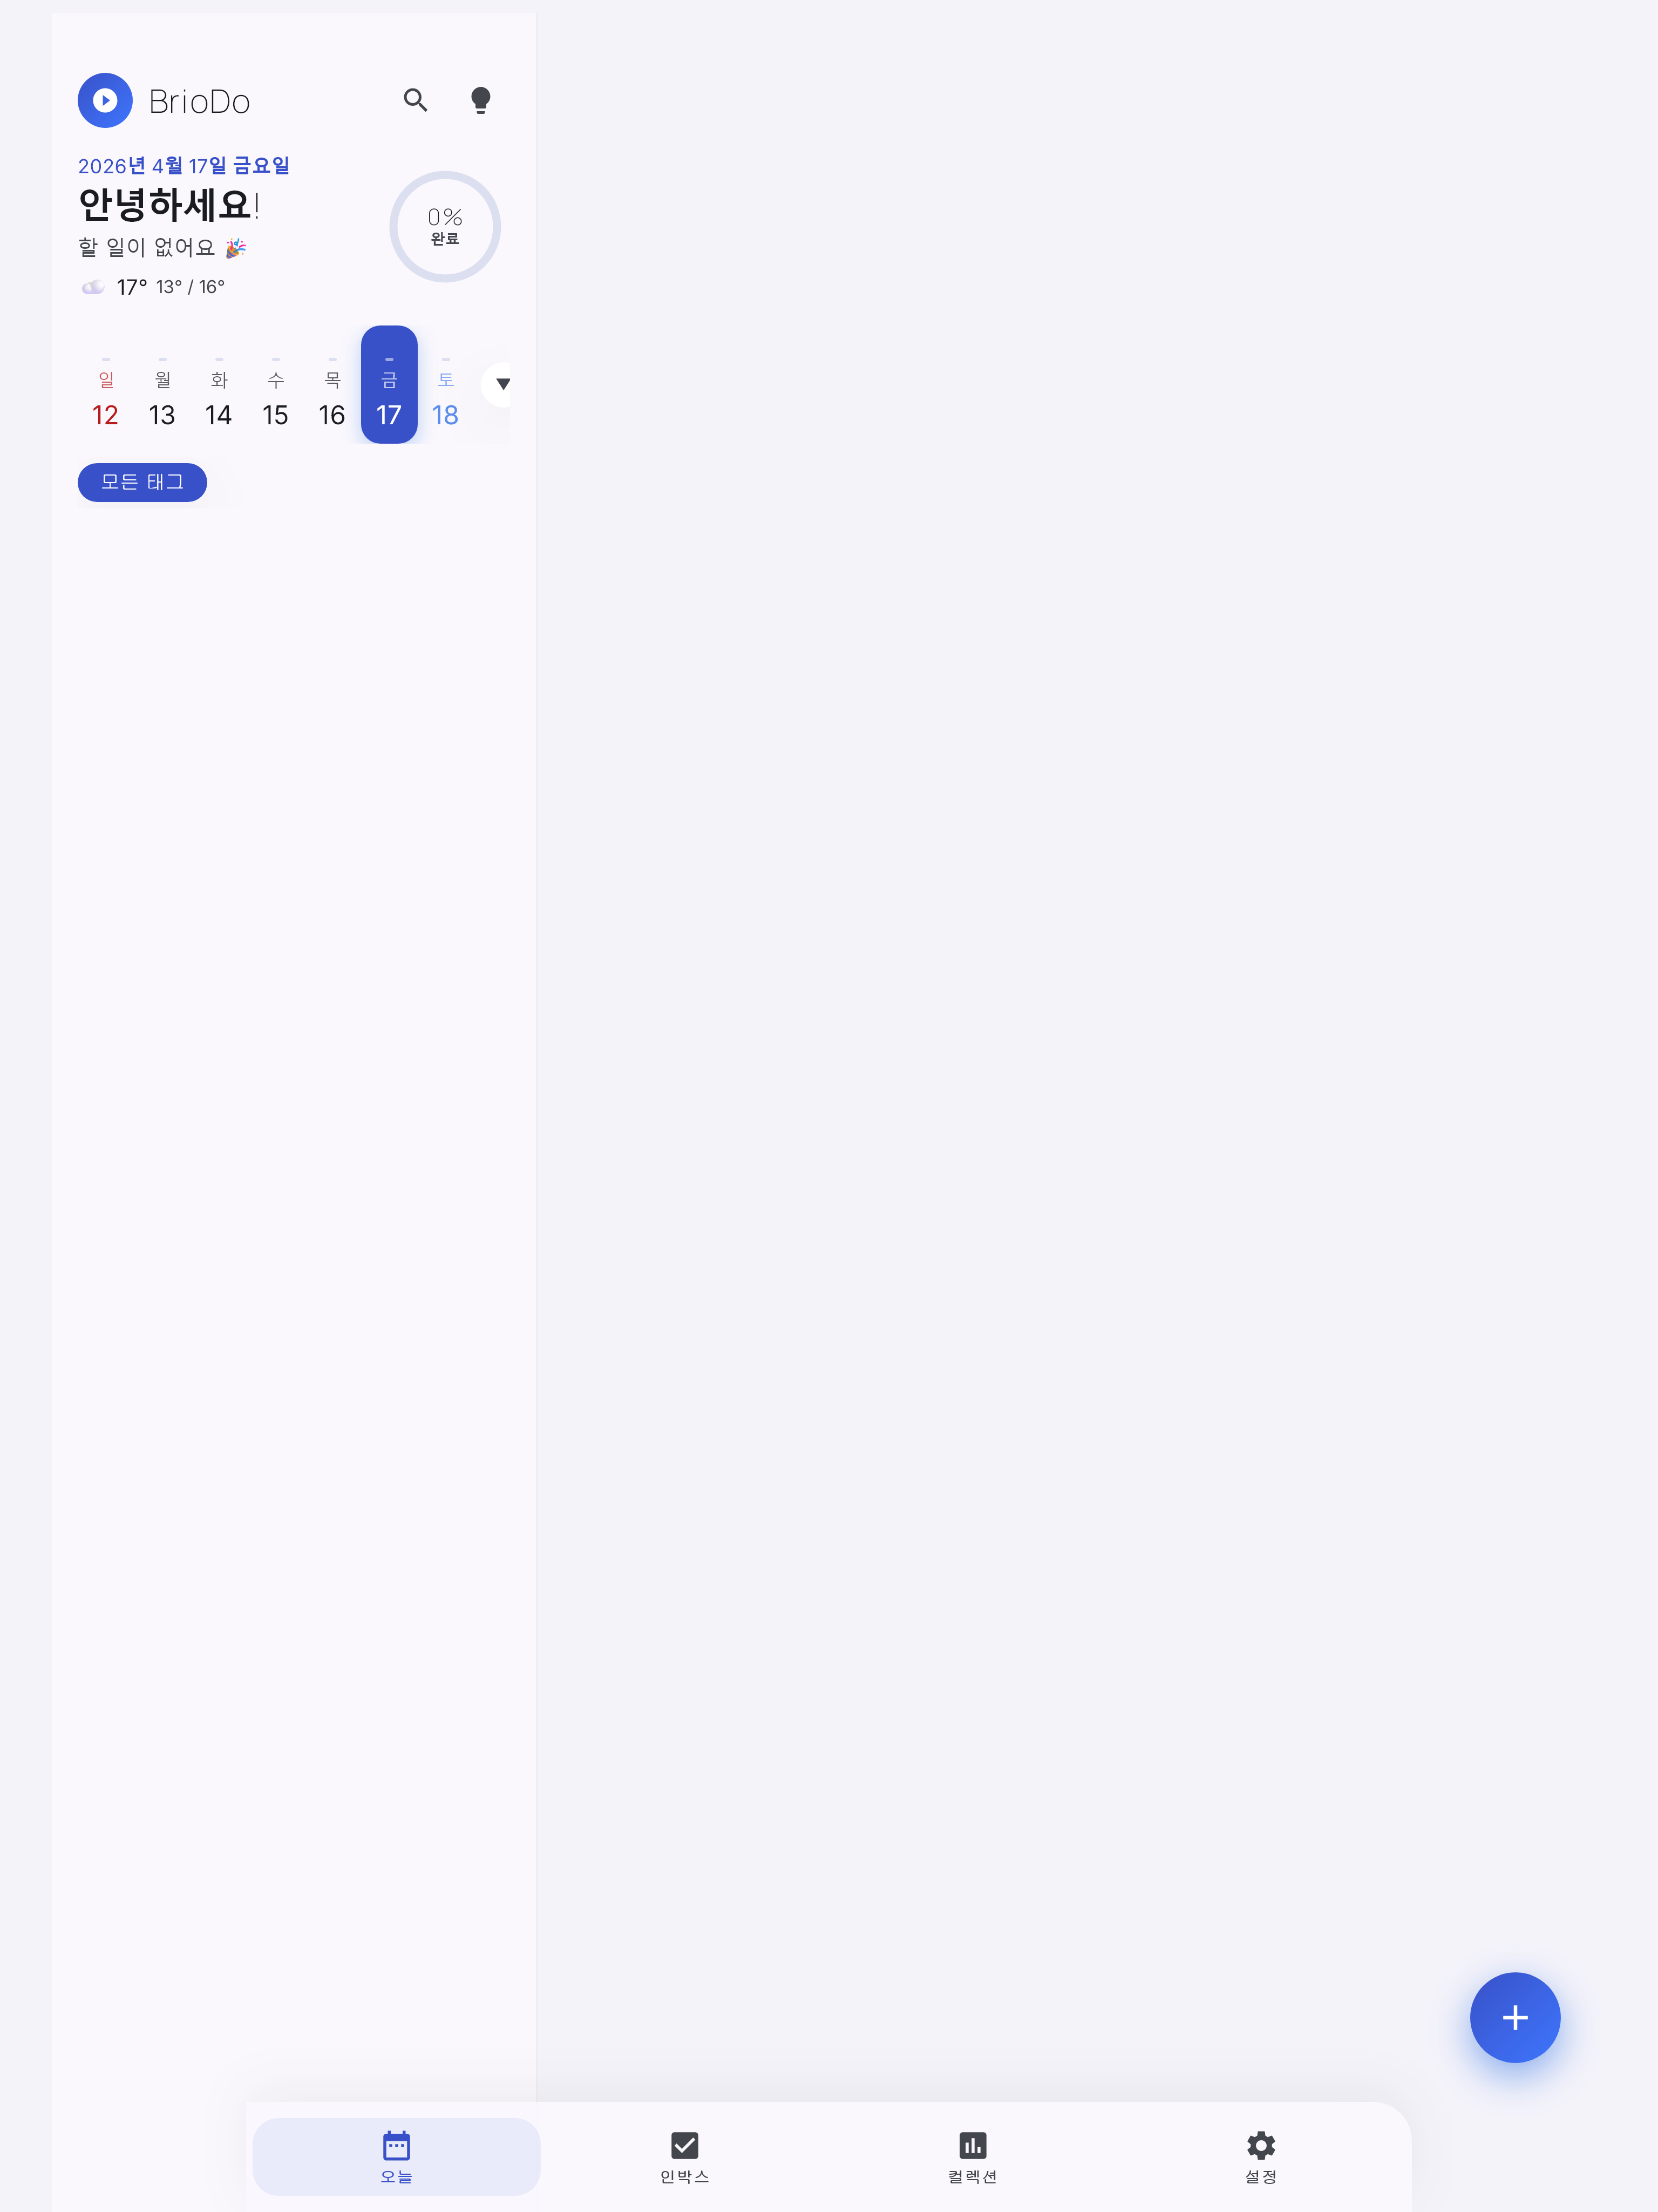 BrioDo
2026년 4월 17일 금요일
안녕하세요!
할 일이 없어요 🎉
17° 13° / 16°
0%
완료
일 월 화 수 목 금 토
12 13 14 15 16 17 18
모든 태그
오늘 인박스 컬렉션 설정